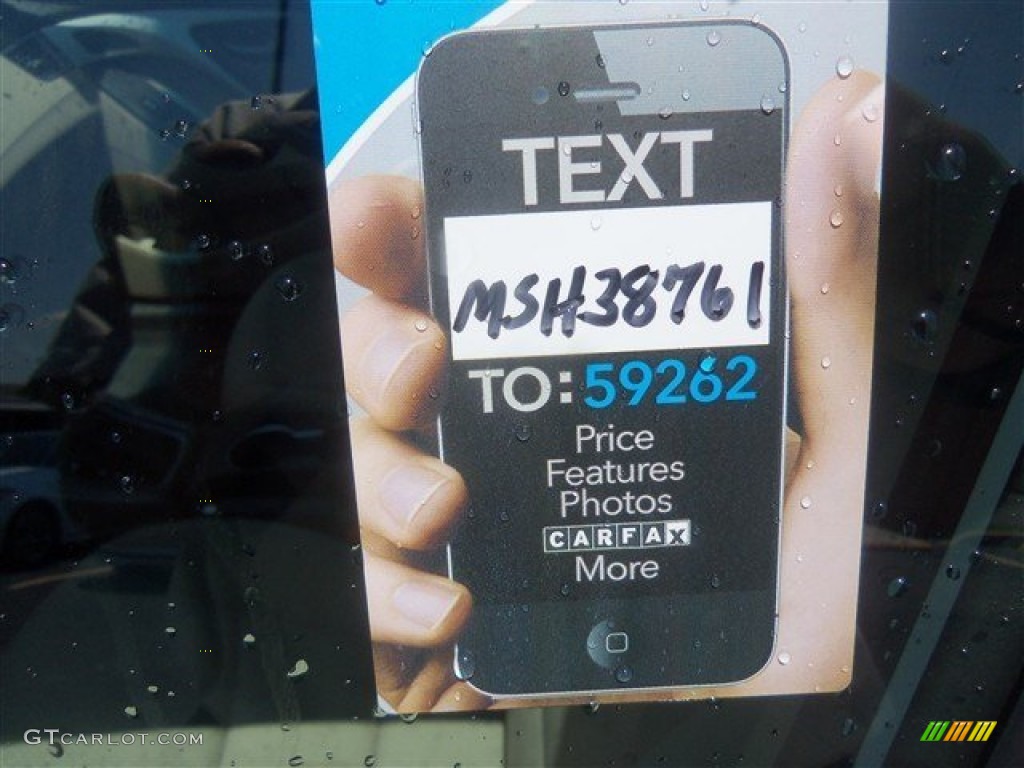 TEXT
MSH38761
TO: 59262
Price
Features
Photos
CARFAX
More
GTCARLOT.COM